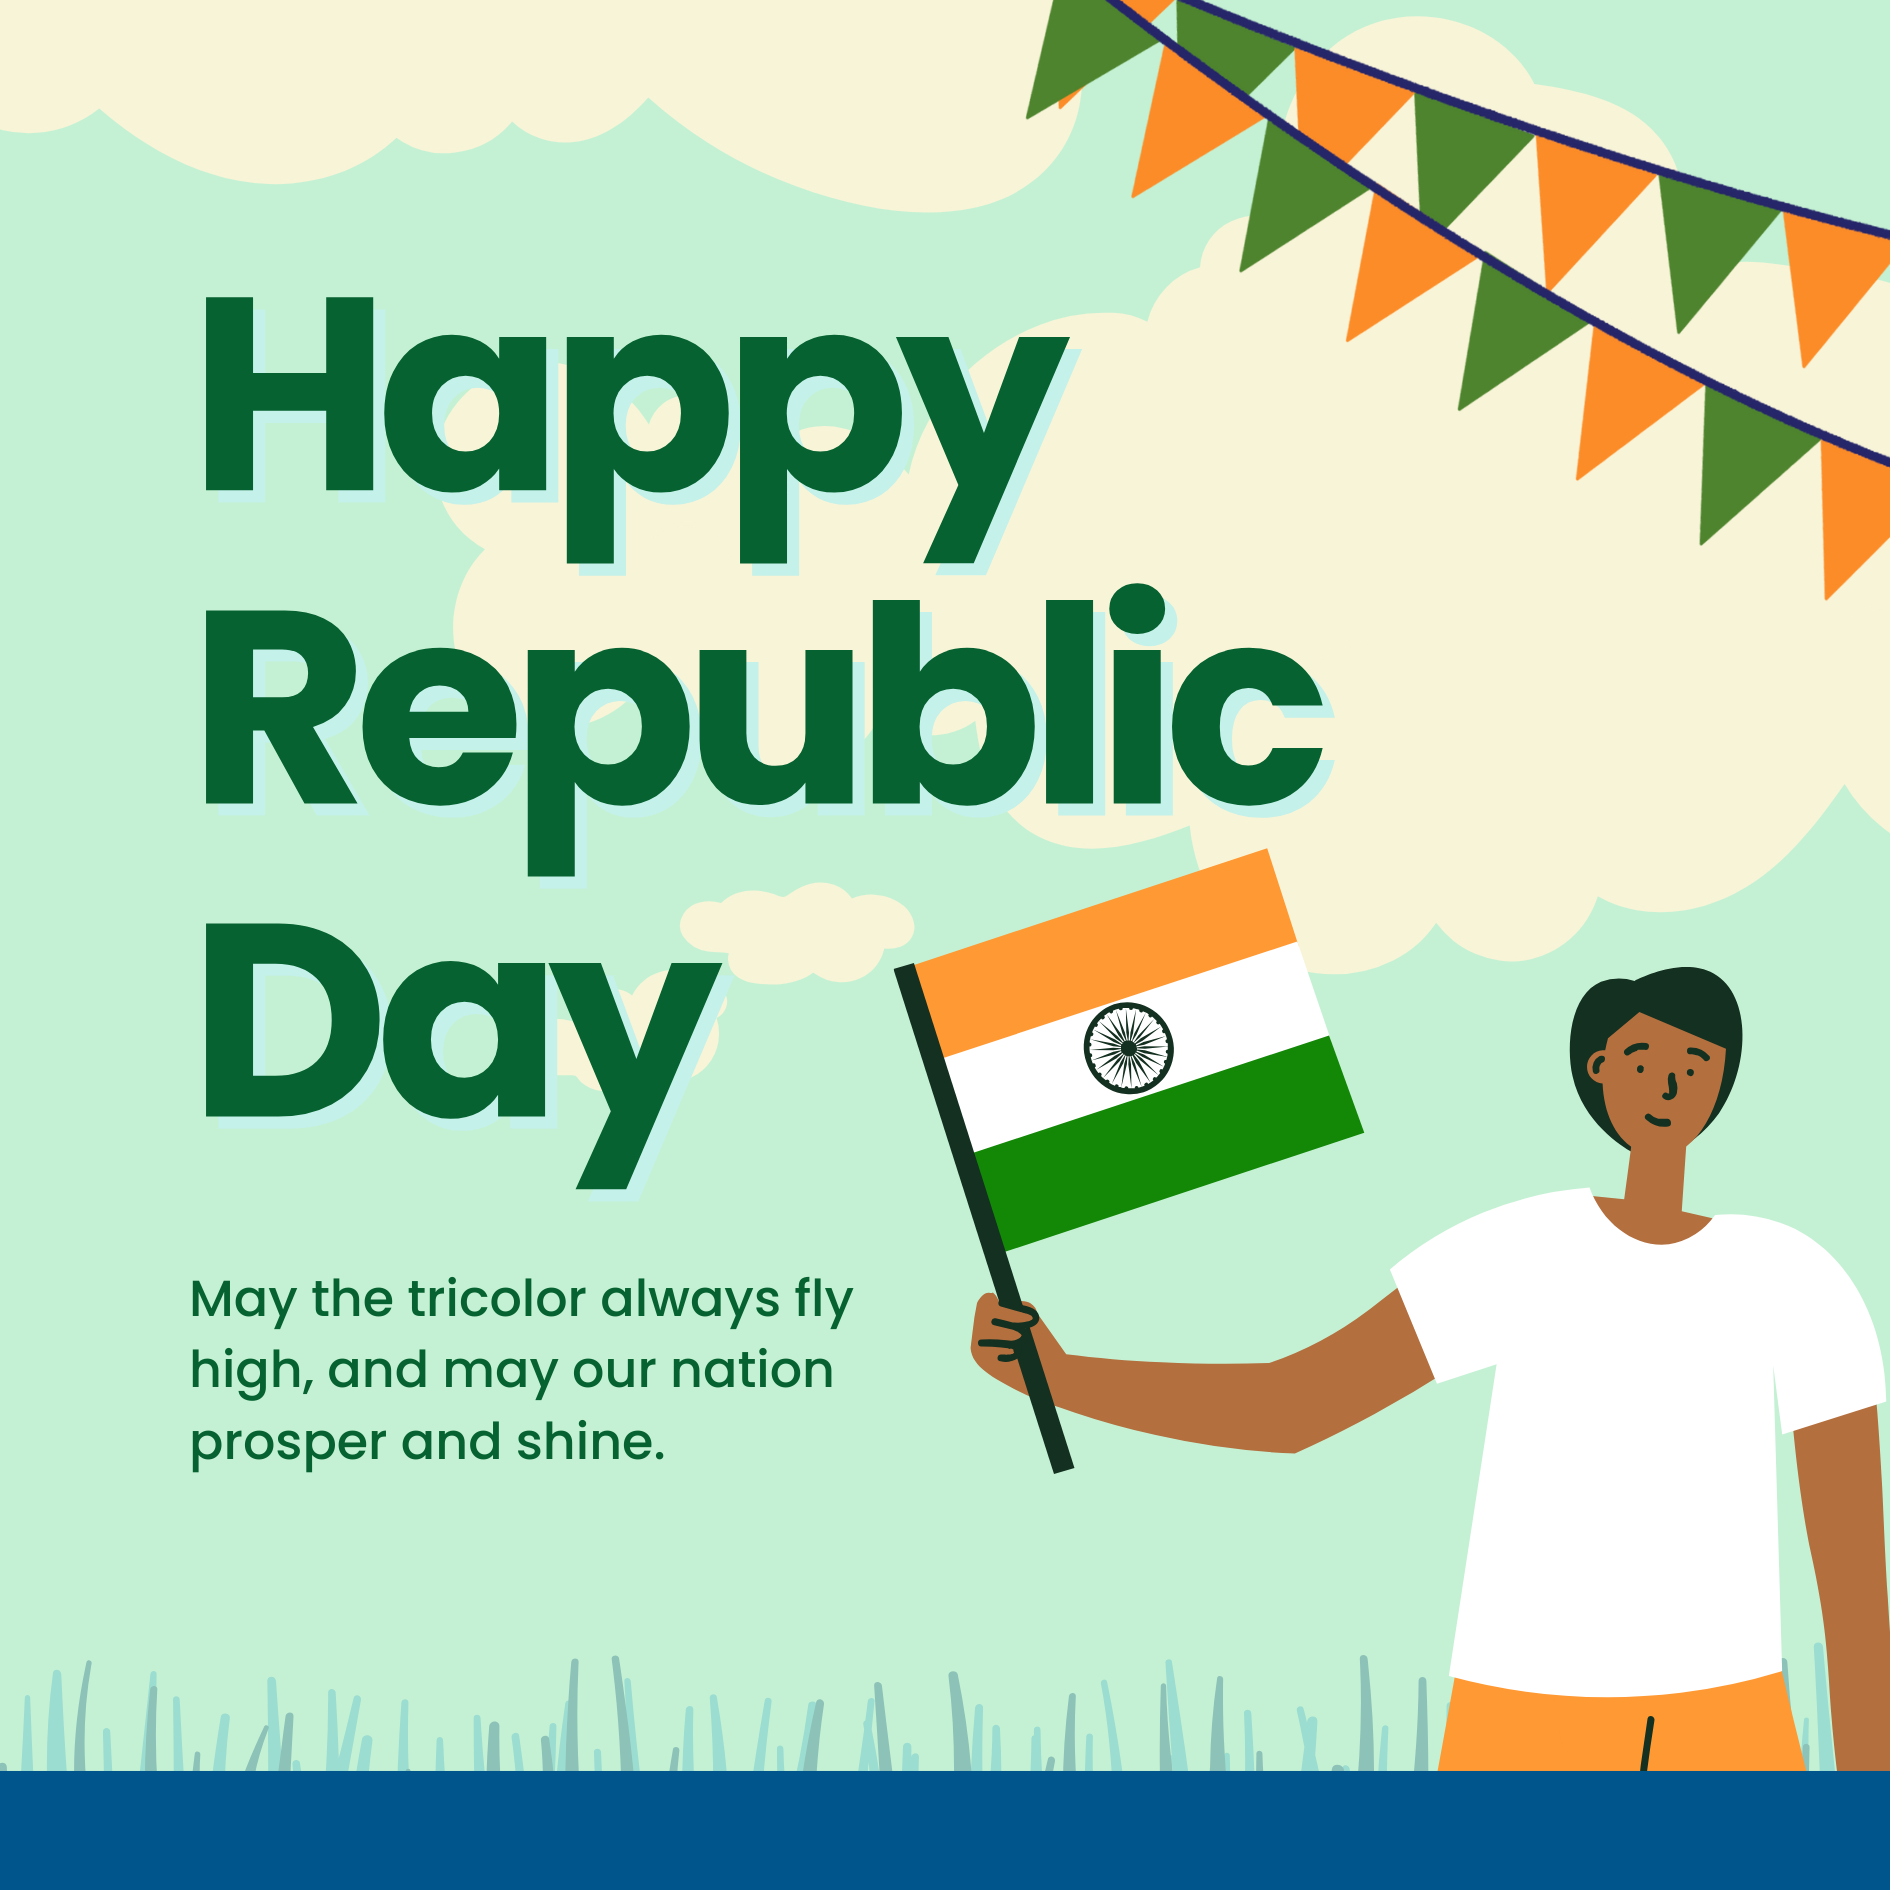 Happy
Republic
Day
May the tricolor always fly
high, and may our nation
prosper and shine.